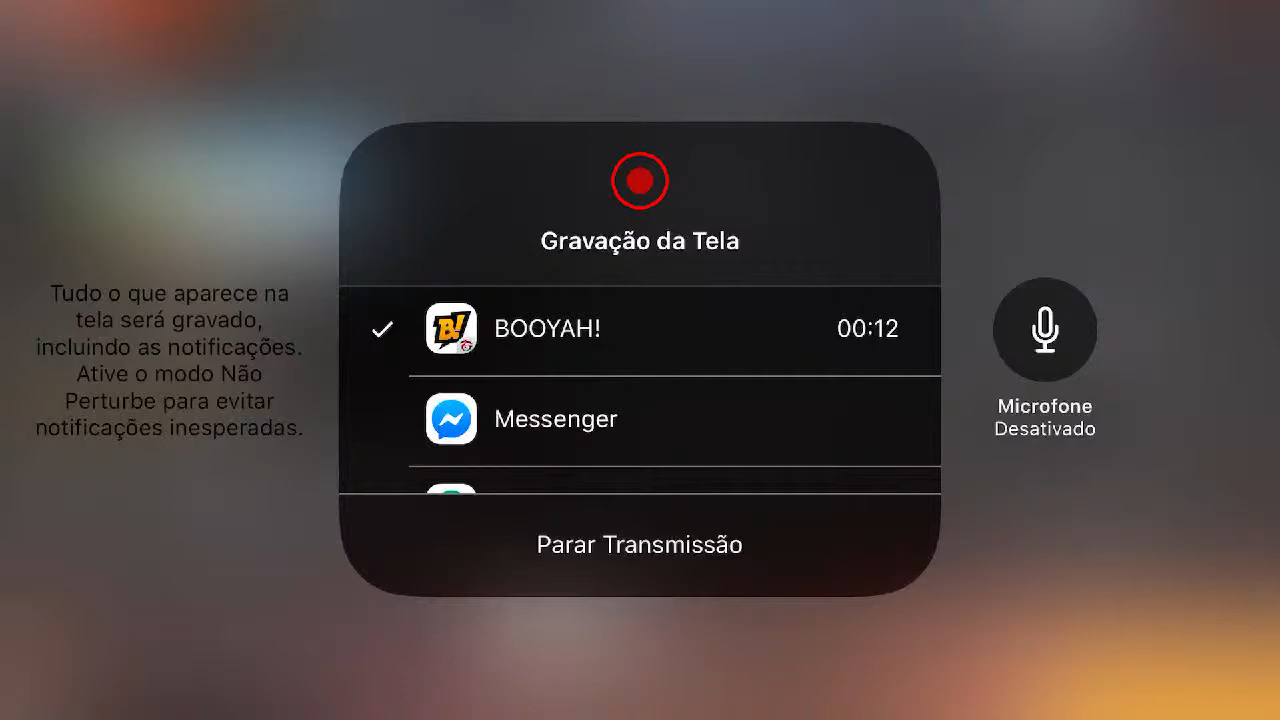 Gravação da Tela
Tudo o que aparece na
tela será gravado,
incluindo as notificações.
Ative o modo Não
Perturbe para evitar
notificações inesperadas.
B!
BOOYAH!
00:12
Messenger
Parar Transmissão
Microfone
Desativado